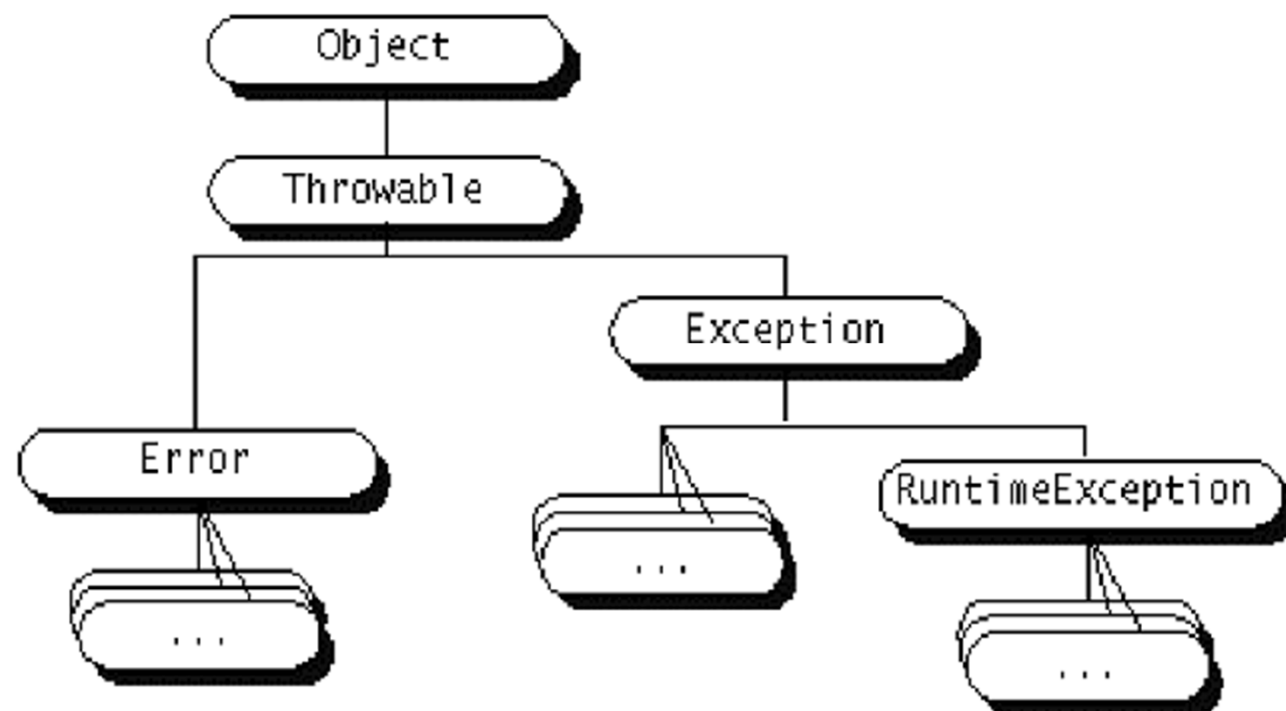 Object
Throwable
Exception
Error
RuntimeException
...
...
...